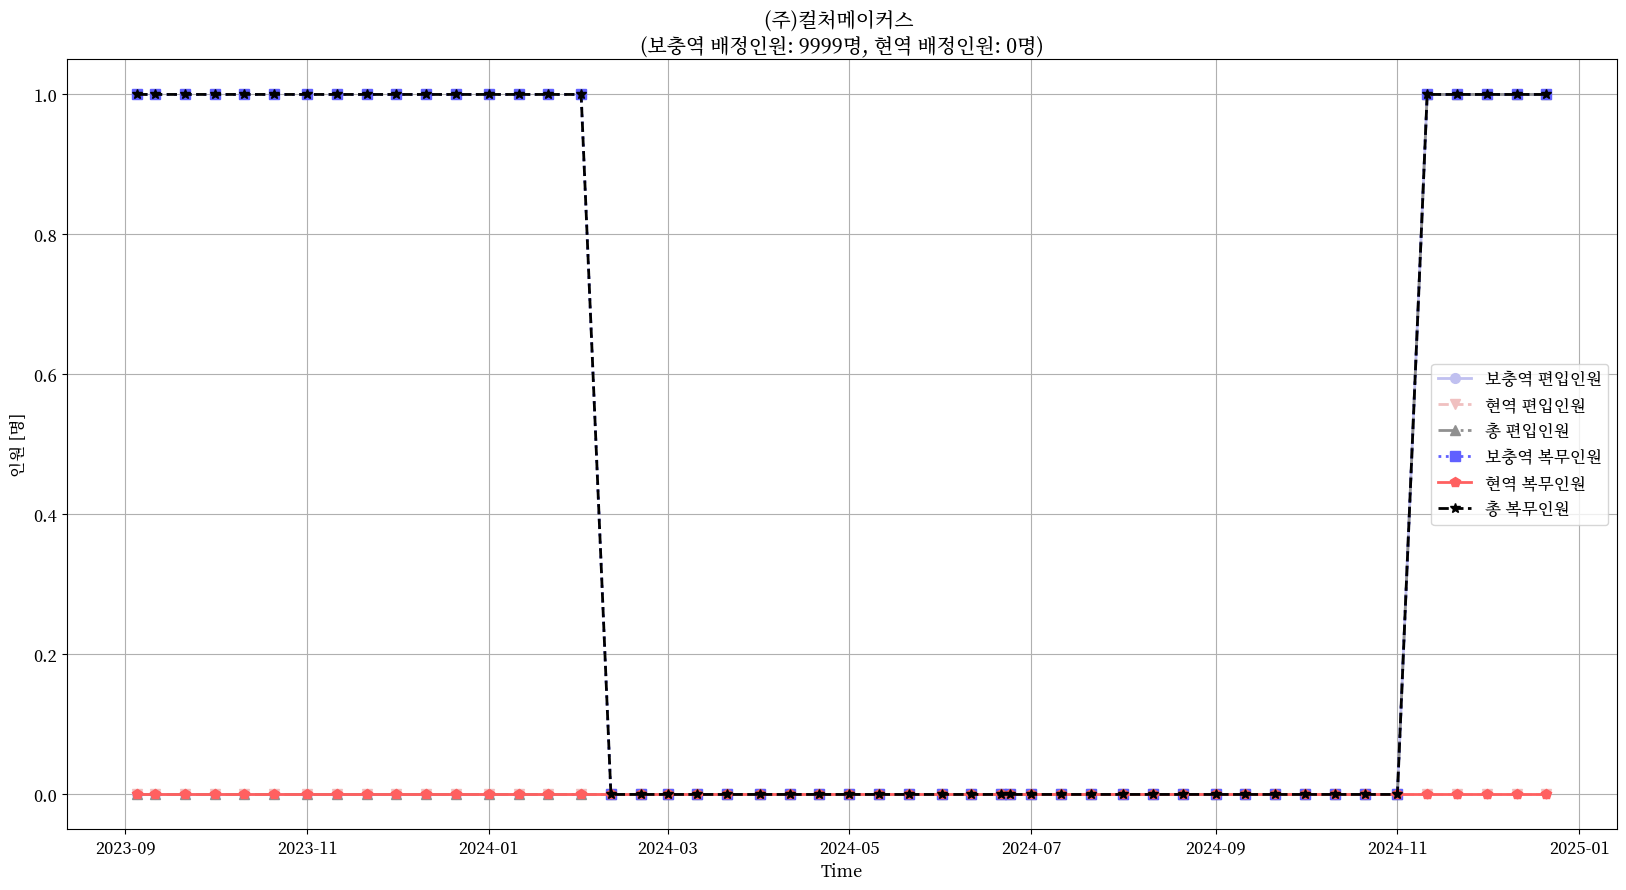 (주)컬처메이커스
(보충역 배정인원: 9999명, 현역 배정인원: 0명)
1.0
0.8
0.6
0.4
0.2
0.0
인원 [명]
보충역 편입인원
현역 편입인원
총 편입인원
보충역 복무인원
현역 복무인원
총 복무인원
2023-09
2023-11
2024-01
2024-03
2024-05
2024-07
2024-09
2024-11
2025-01
Time